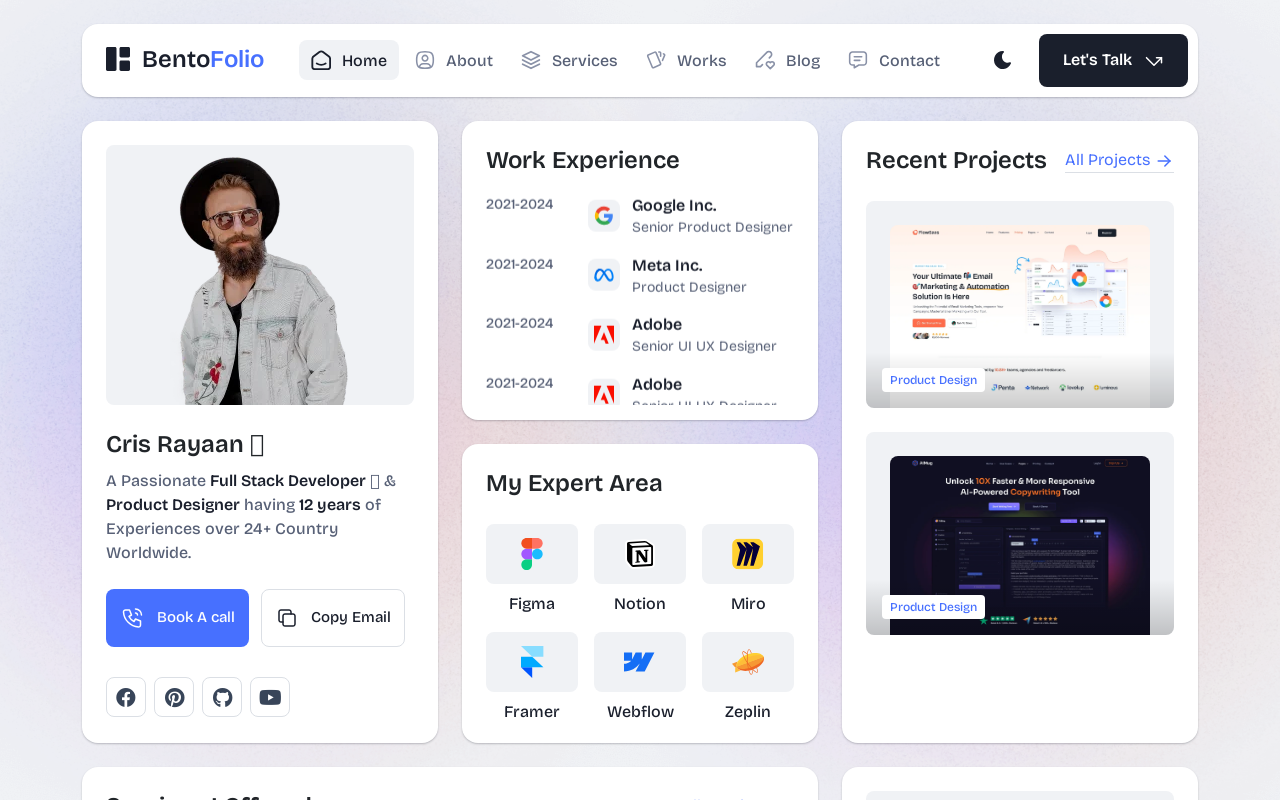 BentoFolio
Home
About
Services
Works
Blog
Contact
Let's Talk
Cris Rayaan
A Passionate Full Stack Developer &
Product Designer having 12 years of
Experiences over 24+ Country
Worldwide.
Book A call
Copy Email
Work Experience
2021-2024
Google Inc.
Senior Product Designer
2021-2024
Meta Inc.
Product Designer
2021-2024
Adobe
Senior UI UX Designer
2021-2024
Adobe
Senior UI UX Designer
My Expert Area
Figma
Notion
Miro
Framer
Webflow
Zeplin
Recent Projects
All Projects
Your Ultimate Email
Marketing & Automation
Solution Is Here
Product Design
Unlock 10X Faster & More Responsive
AI-Powered Copywriting Tool
Product Design